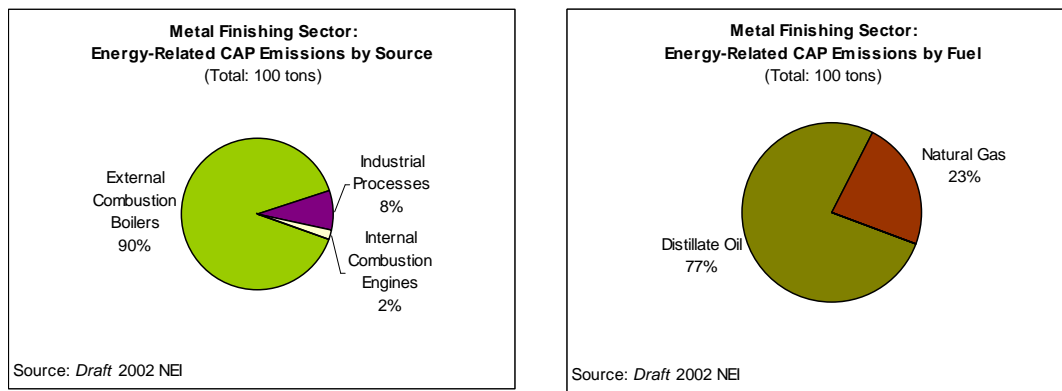 Metal Finishing Sector:
Energy-Related CAP Emissions by Source
(Total: 100 tons)
External
Combustion
Boilers
90%
Industrial
Processes
8%
Internal
Combustion
Engines
2%
Source: Draft 2002 NEI
Metal Finishing Sector:
Energy-Related CAP Emissions by Fuel
(Total: 100 tons)
Natural Gas
23%
Distillate Oil
77%
Source: Draft 2002 NEI